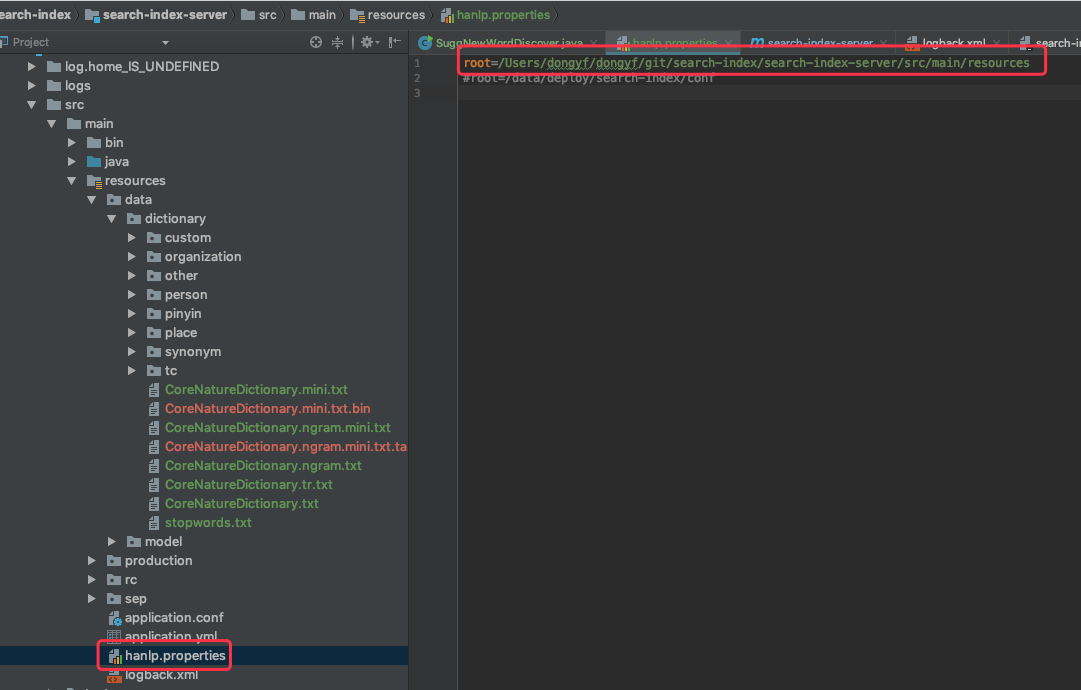 earch-index search-index-server src main resources hanlp.properties
Project
SuggNewWordDiscover.java hanlp.properties search-index-server logback.xml search-in
log.home_IS_UNDEFINED
logs
src
main
bin
java
resources
data
dictionary
custom
organization
other
person
pinyin
place
synonym
tc
CoreNatureDictionary.mini.txt
CoreNatureDictionary.mini.txt.bin
CoreNatureDictionary.ngram.mini.txt
CoreNatureDictionary.ngram.mini.txt.ta
CoreNatureDictionary.ngram.txt
CoreNatureDictionary.tr.txt
CoreNatureDictionary.txt
stopwords.txt
model
production
rc
sep
application.conf
application.yml
hanlp.properties
logback.xml
1 root=/Users/dongyf/dongyf/git/search-index/search-index-server/src/main/resources
2 #root=/data/deploy/search-index/conf
3